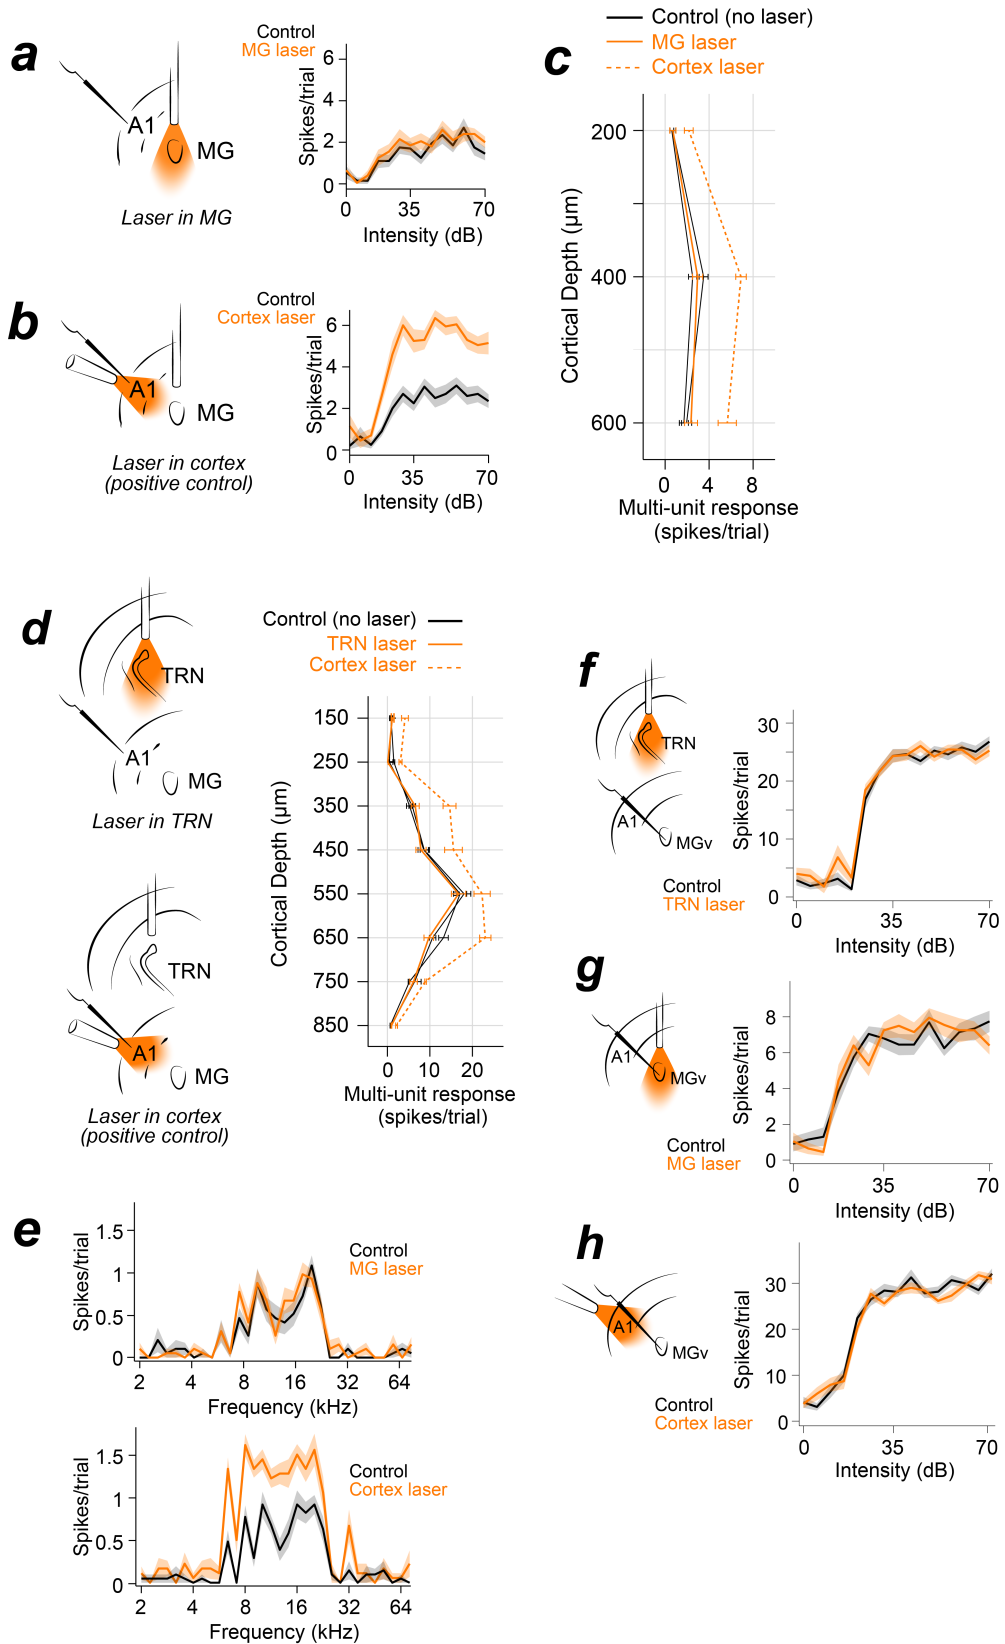 a
A1
MG
Laser in MG
Control
MG laser
Spikes/trial
6
4
2
0
0 35 70
Intensity (dB)
b
A1
MG
Laser in cortex
(positive control)
Control
Cortex laser
Spikes/trial
6
4
2
0
0 35 70
Intensity (dB)
c
Control (no laser)
MG laser
Cortex laser
Cortical Depth (µm)
200
400
600
0 4 8
Multi-unit response
(spikes/trial)
d
TRN
A1
MG
Laser in TRN
TRN
A1
MG
Laser in cortex
(positive control)
Control (no laser)
TRN laser
Cortex laser
Cortical Depth (µm)
150
250
350
450
550
650
750
850
0 10 20
Multi-unit response
(spikes/trial)
e
Spikes/trial
1.5
1
0.5
0
Control
MG laser
2 4 8 16 32 64
Frequency (kHz)
Spikes/trial
1.5
1
0.5
0
Control
Cortex laser
2 4 8 16 32 64
Frequency (kHz)
f
TRN
A1
MGv
Control
TRN laser
Spikes/trial
30
20
10
0
0 35 70
Intensity (dB)
g
A1
MGv
Control
MG laser
Spikes/trial
8
6
4
2
0
0 35 70
Intensity (dB)
h
A1
MGv
Control
Cortex laser
Spikes/trial
30
20
10
0
0 35 70
Intensity (dB)